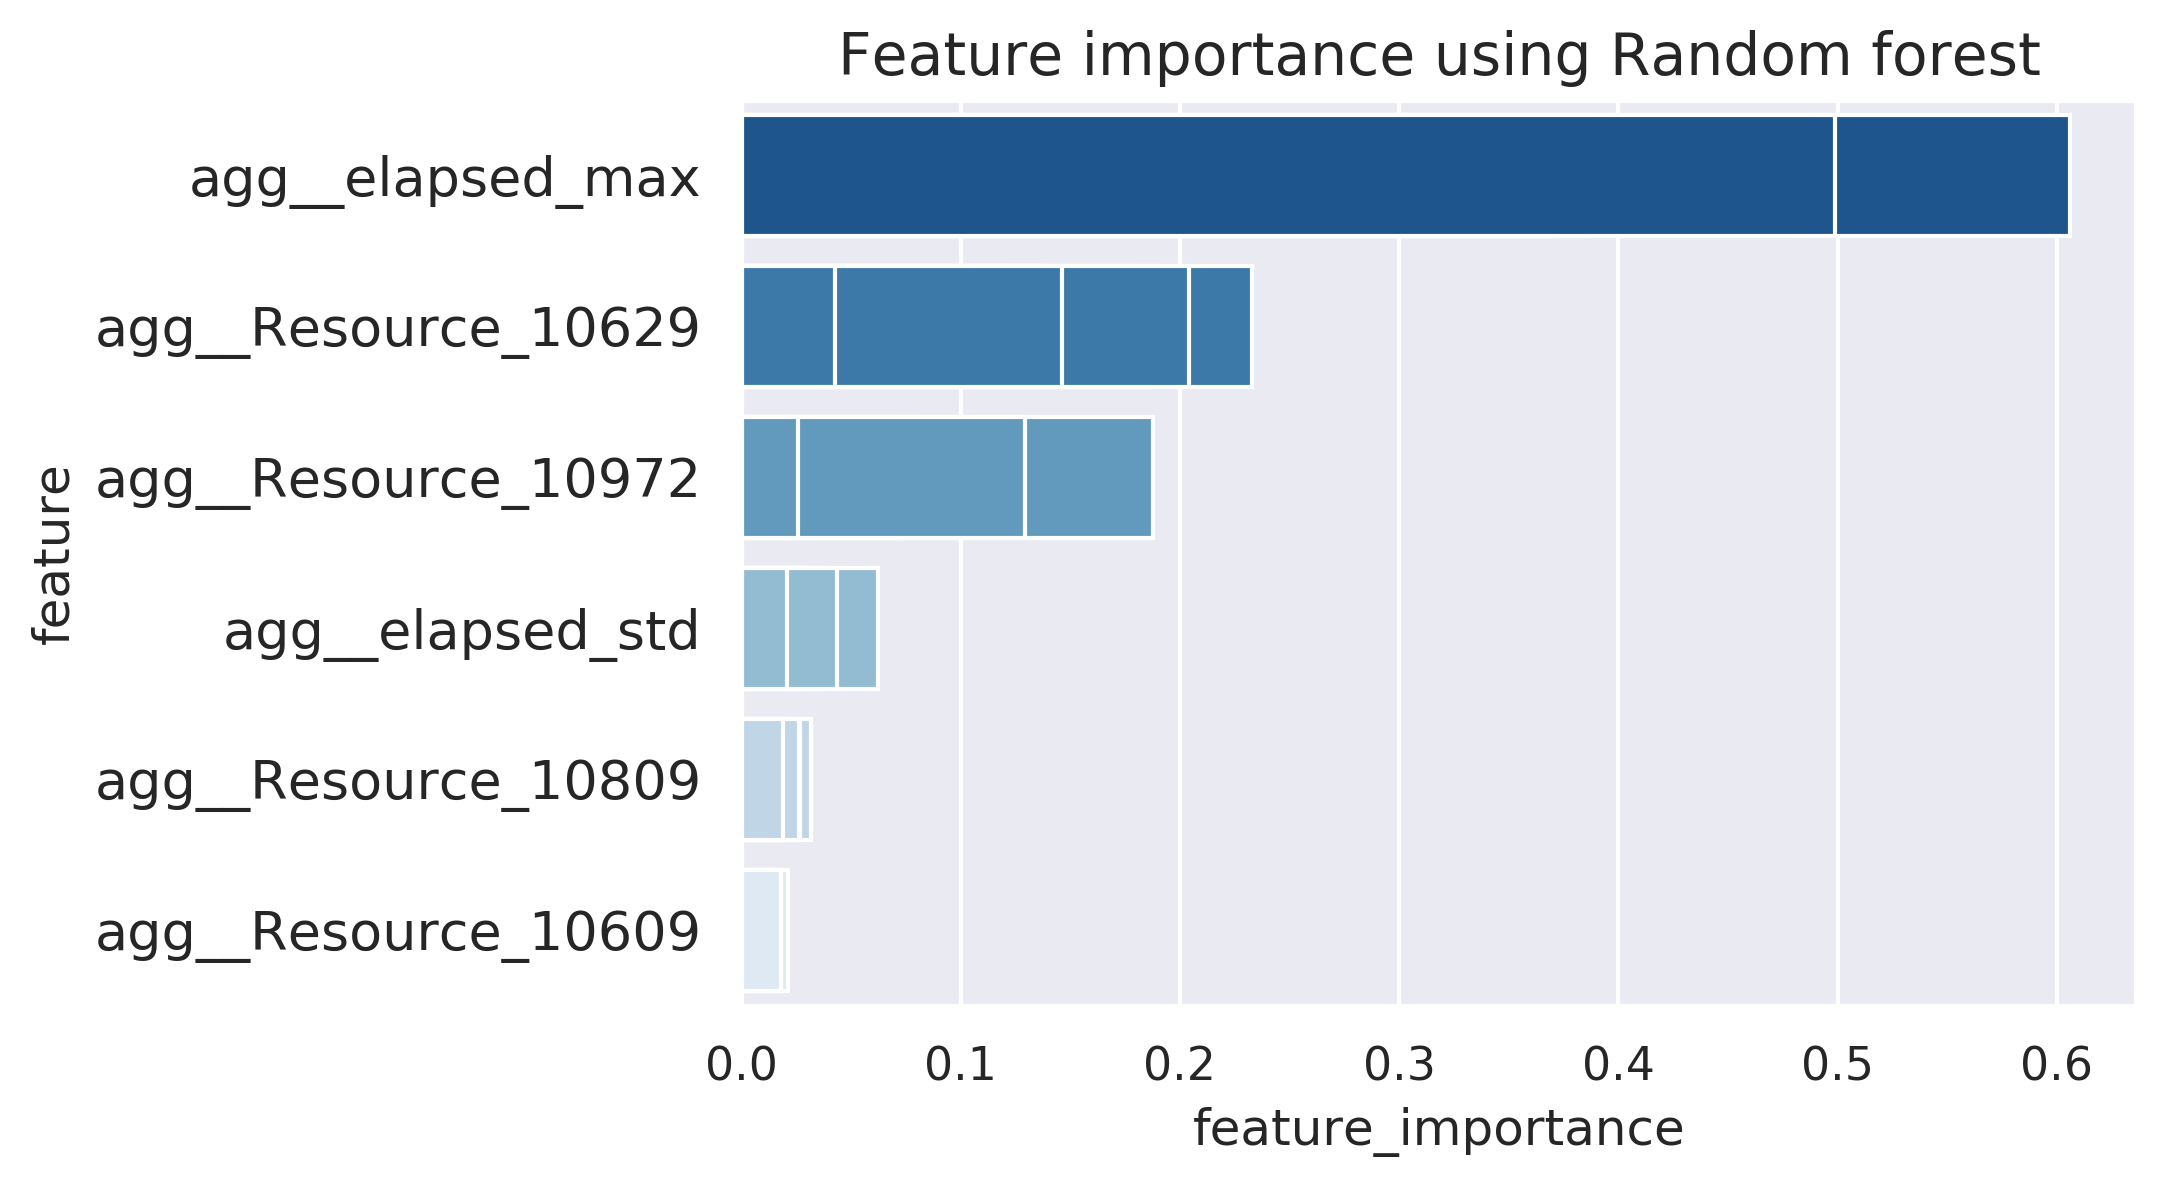 Feature importance using Random forest
agg__elapsed_max
agg__Resource_10629
agg__Resource_10972
agg__elapsed_std
agg__Resource_10809
agg__Resource_10609
feature
0.0 0.1 0.2 0.3 0.4 0.5 0.6
feature_importance